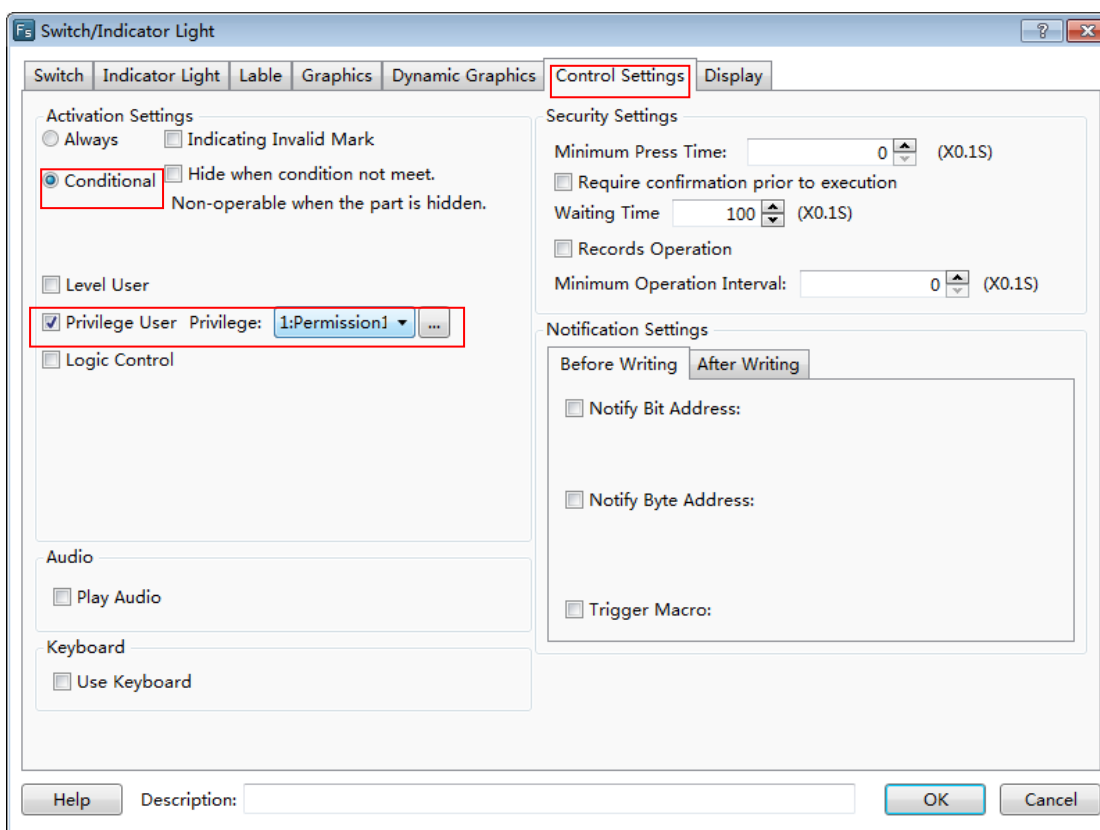 Fs Switch/Indicator Light ?
Switch Indicator Light Lable Graphics Dynamic Graphics Control Settings Display
Activation Settings
Always Indicating Invalid Mark
Conditional Hide when condition not meet.
Non-operable when the part is hidden.
Level User
Privilege User Privilege: 1:Permission1 ...
Logic Control
Audio
Play Audio
Keyboard
Use Keyboard
Security Settings
Minimum Press Time: 0 (X0.1S)
Require confirmation prior to execution
Waiting Time 100 (X0.1S)
Records Operation
Minimum Operation Interval: 0 (X0.1S)
Notification Settings
Before Writing After Writing
Notify Bit Address:
Notify Byte Address:
Trigger Macro:
Help Description: OK Cancel